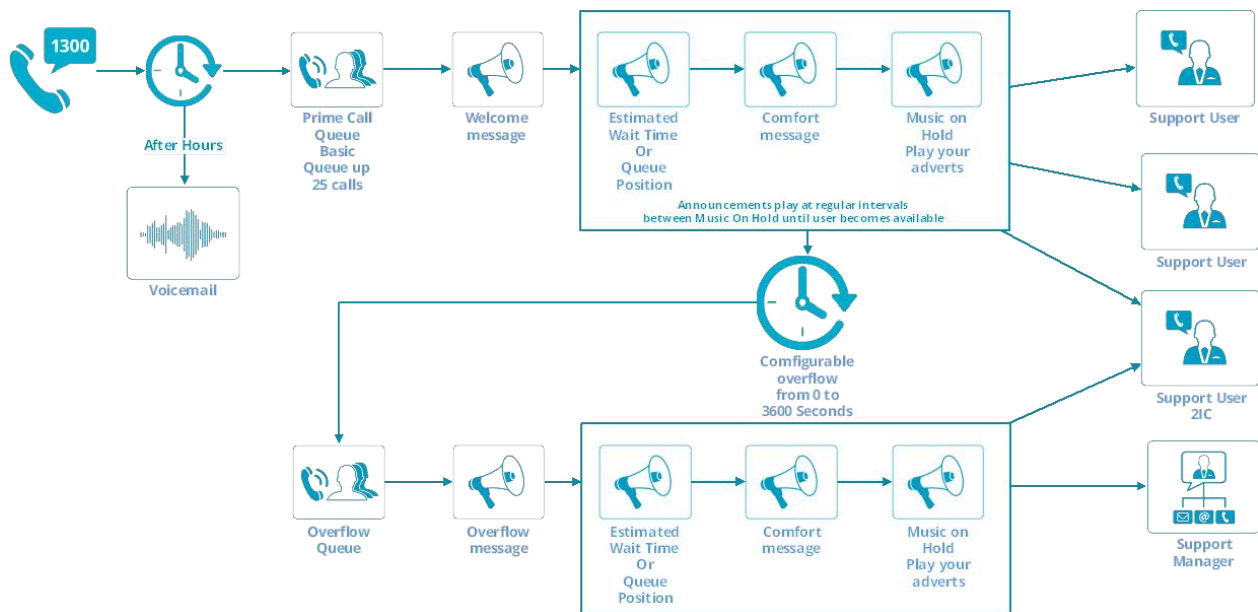 1300
After Hours
Voicemail
Prime Call
Queue
Basic
Queue up
25 calls
Welcome
message
Estimated
Wait Time
Or
Queue
Position
Comfort
message
Music on
Hold
Play your
adverts
Announcements play at regular intervals
between Music On Hold until user becomes available
Support User
Support User
Support User
2IC
Comfigurable
overflow
from 0 to
3600 Seconds
Overflow
Queue
Overflow
message
Estimated
Wait Time
Or
Queue
Position
Comfort
message
Music on
Hold
Play your
adverts
@
Support
Manager